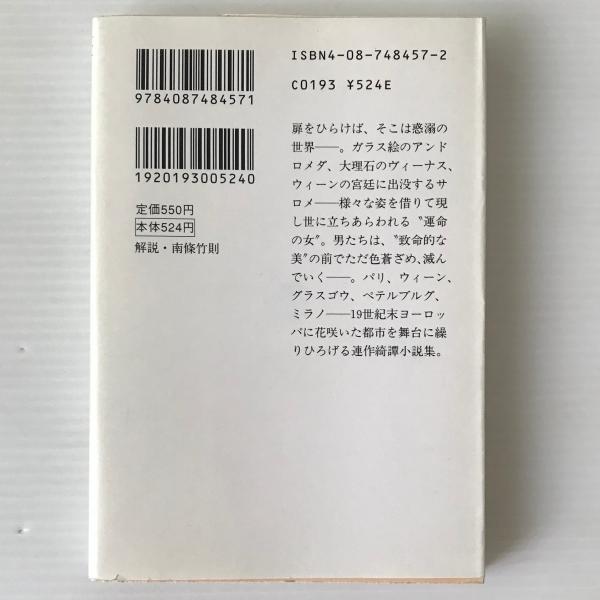 ISBN4-08-748457-2
C0193 ¥524E
9784087484571
1920193005240
定価550円
本体524円
解説・南條竹則
扉をひらけば、そこは惑溺の
世界――。ガラス絵のアンド
ロメダ、大理石のヴィーナス、
ウィーンの宮廷に出没するサ
ロメ――様々な姿を借りて現
し世に立ちあらわれる〝運命
の女〟。男たちは、〝致命的な
美〟の前でただ色蒼ざめ、滅ん
でいく――。パリ、ウィーン、
グラスゴウ、ペテルブルグ、
ミラノ――19世紀末ヨーロッ
パに花咲いた都市を舞台に繰
りひろげる連作綺譚小説集。